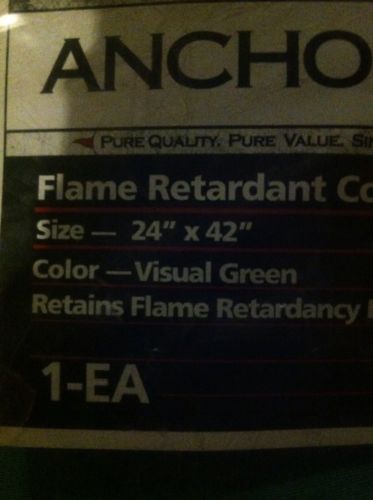 ANCHO
PURE QUALITY. PURE VALUE. SIN
Flame Retardant Co
Size — 24" x 42"
Color — Visual Green
Retains Flame Retardancy
1-EA